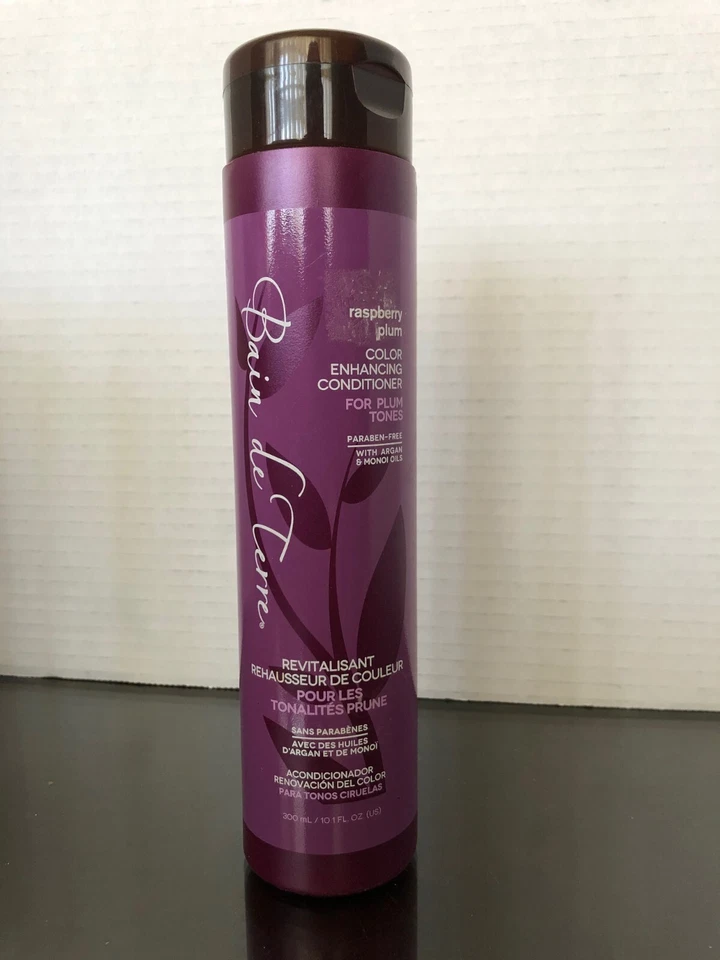 Bain de Terre®
raspberry
plum
COLOR
ENHANCING
CONDITIONER
FOR PLUM
TONES
PARABEN-FREE
WITH ARGAN
& MONOI OILS
REVITALISANT
REHAUSSEUR DE COULEUR
POUR LES
TONALITÉS PRUNE
SANS PARABÈNES
AVEC DES HUILES
D'ARGAN ET DE MONOÏ
ACONDICIONADOR
RENOVACIÓN DEL COLOR
PARA TONOS CIRUELAS
300 mL / 10.1 FL. OZ. (US)